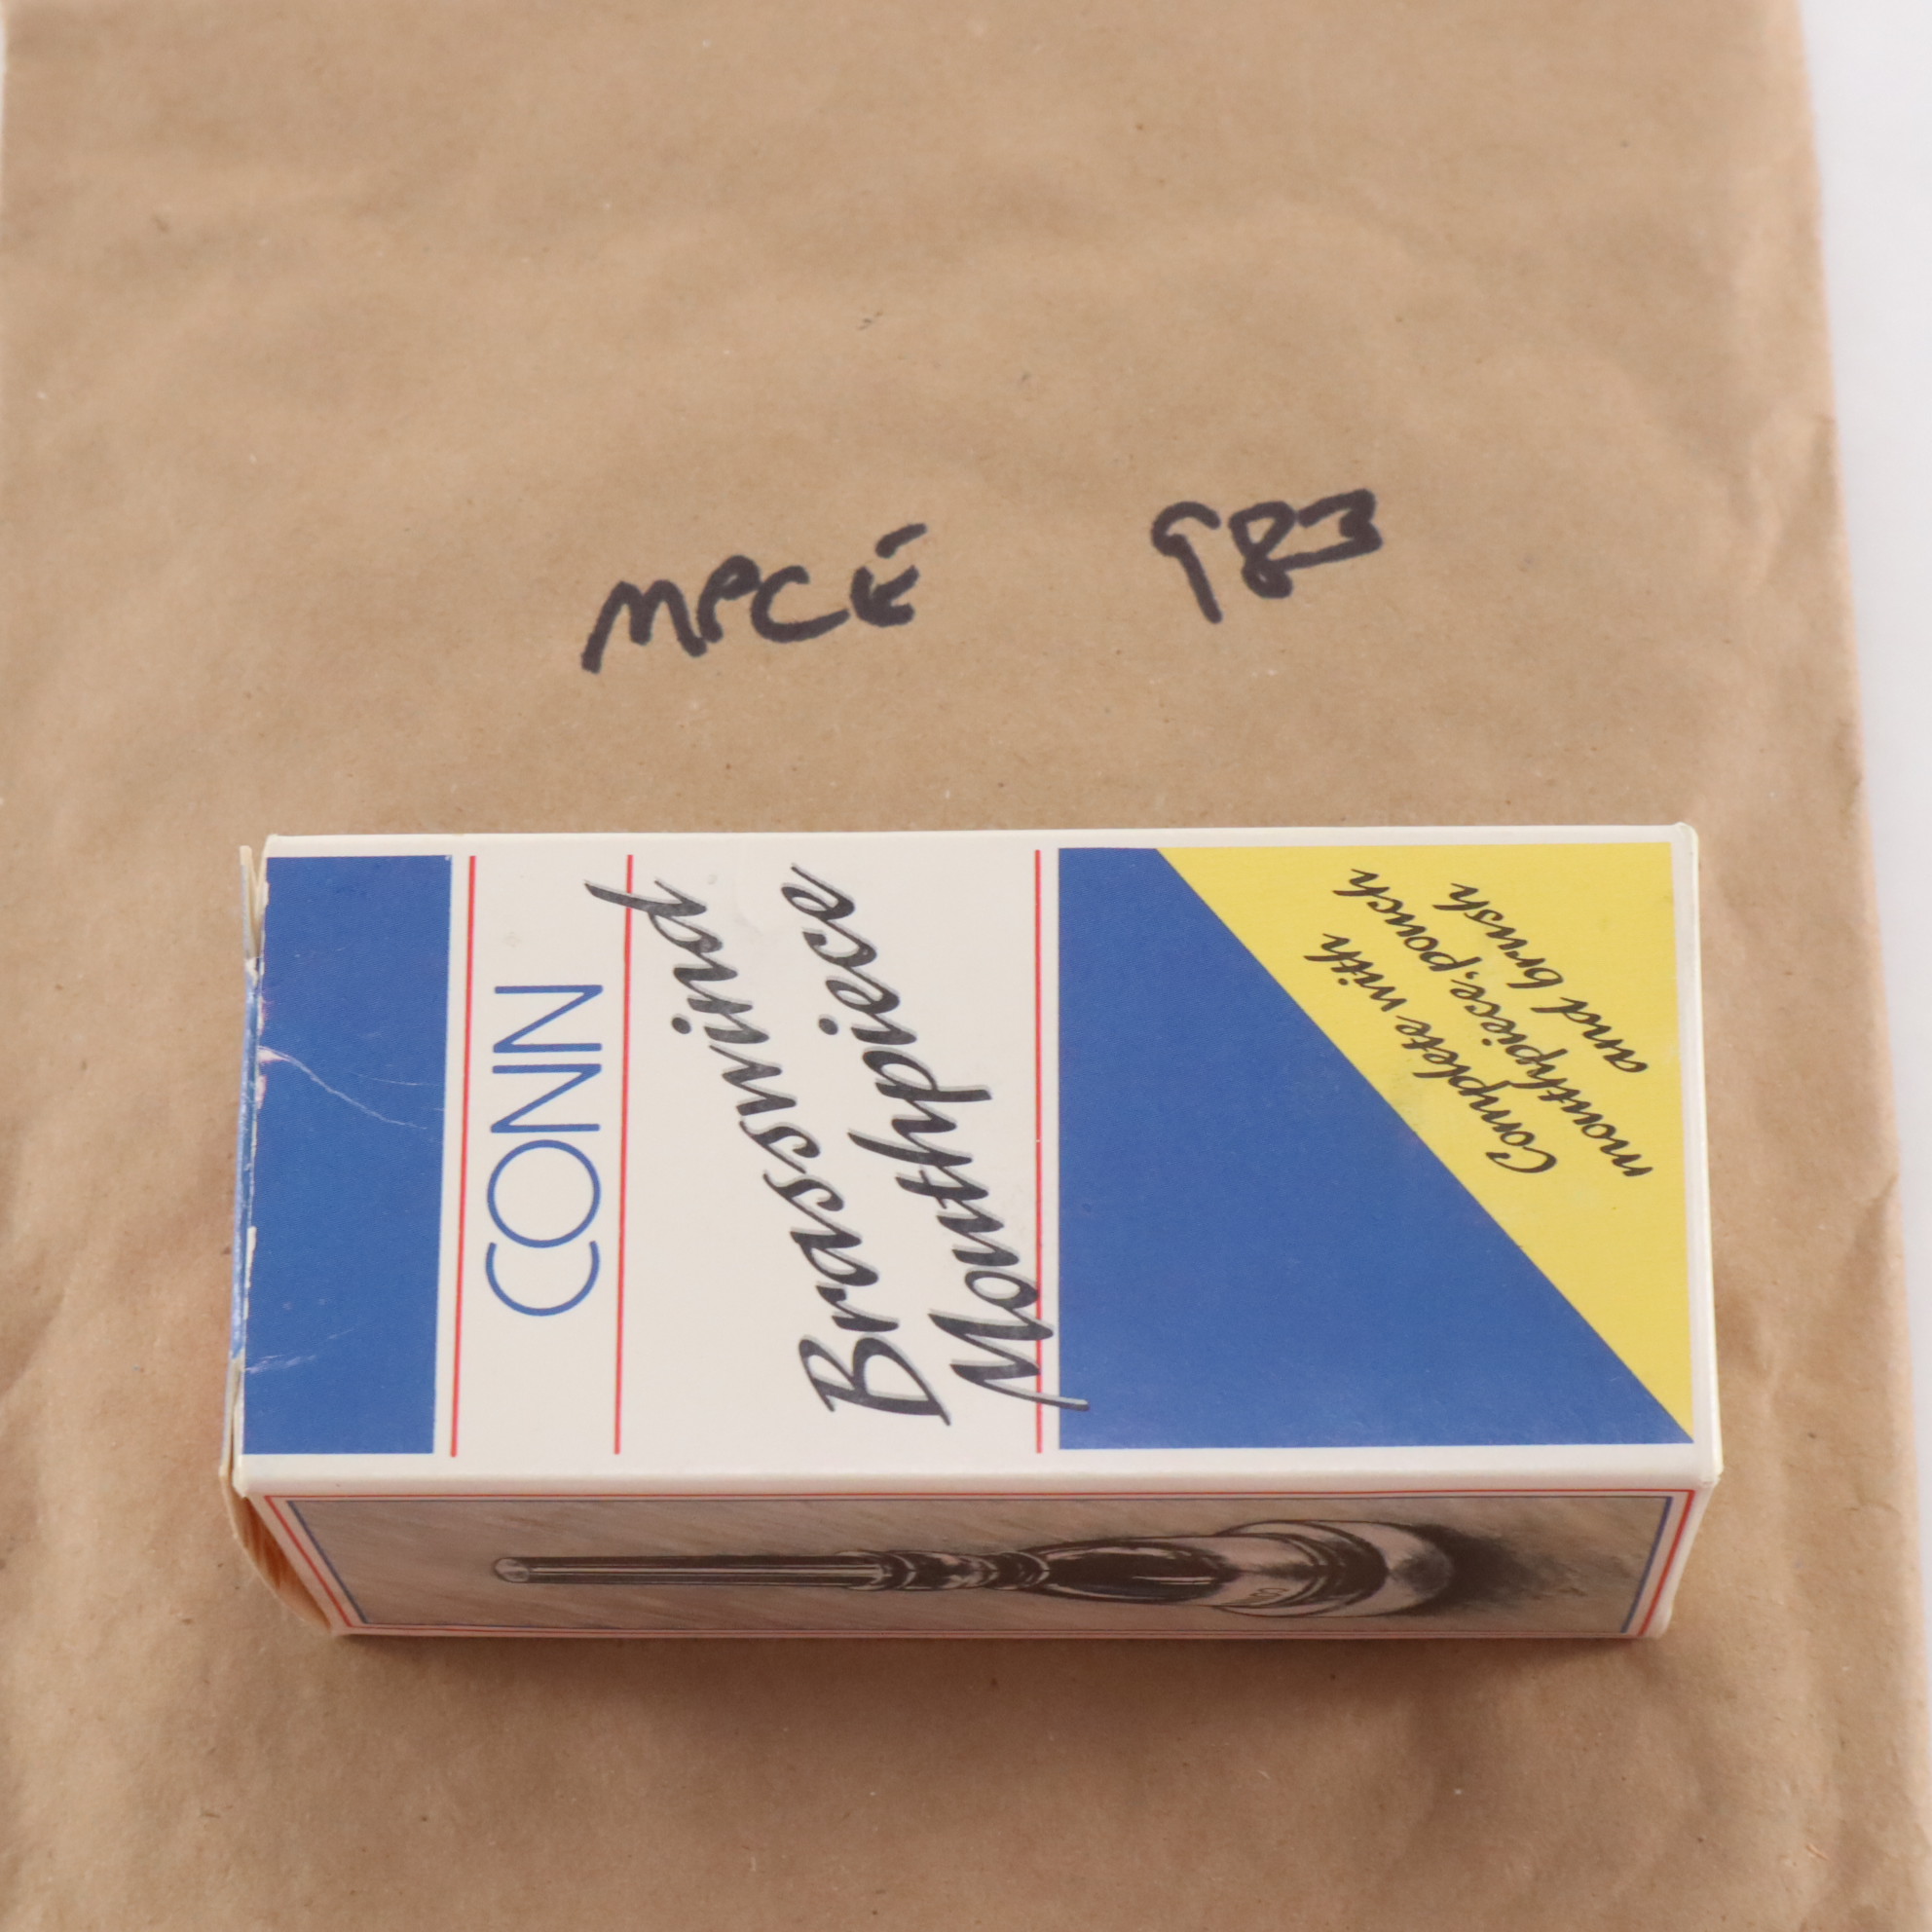 MPCE 983
CONN
Brasswind
Mouthpiece
Complete with
mouthpiece, pouch
and brush